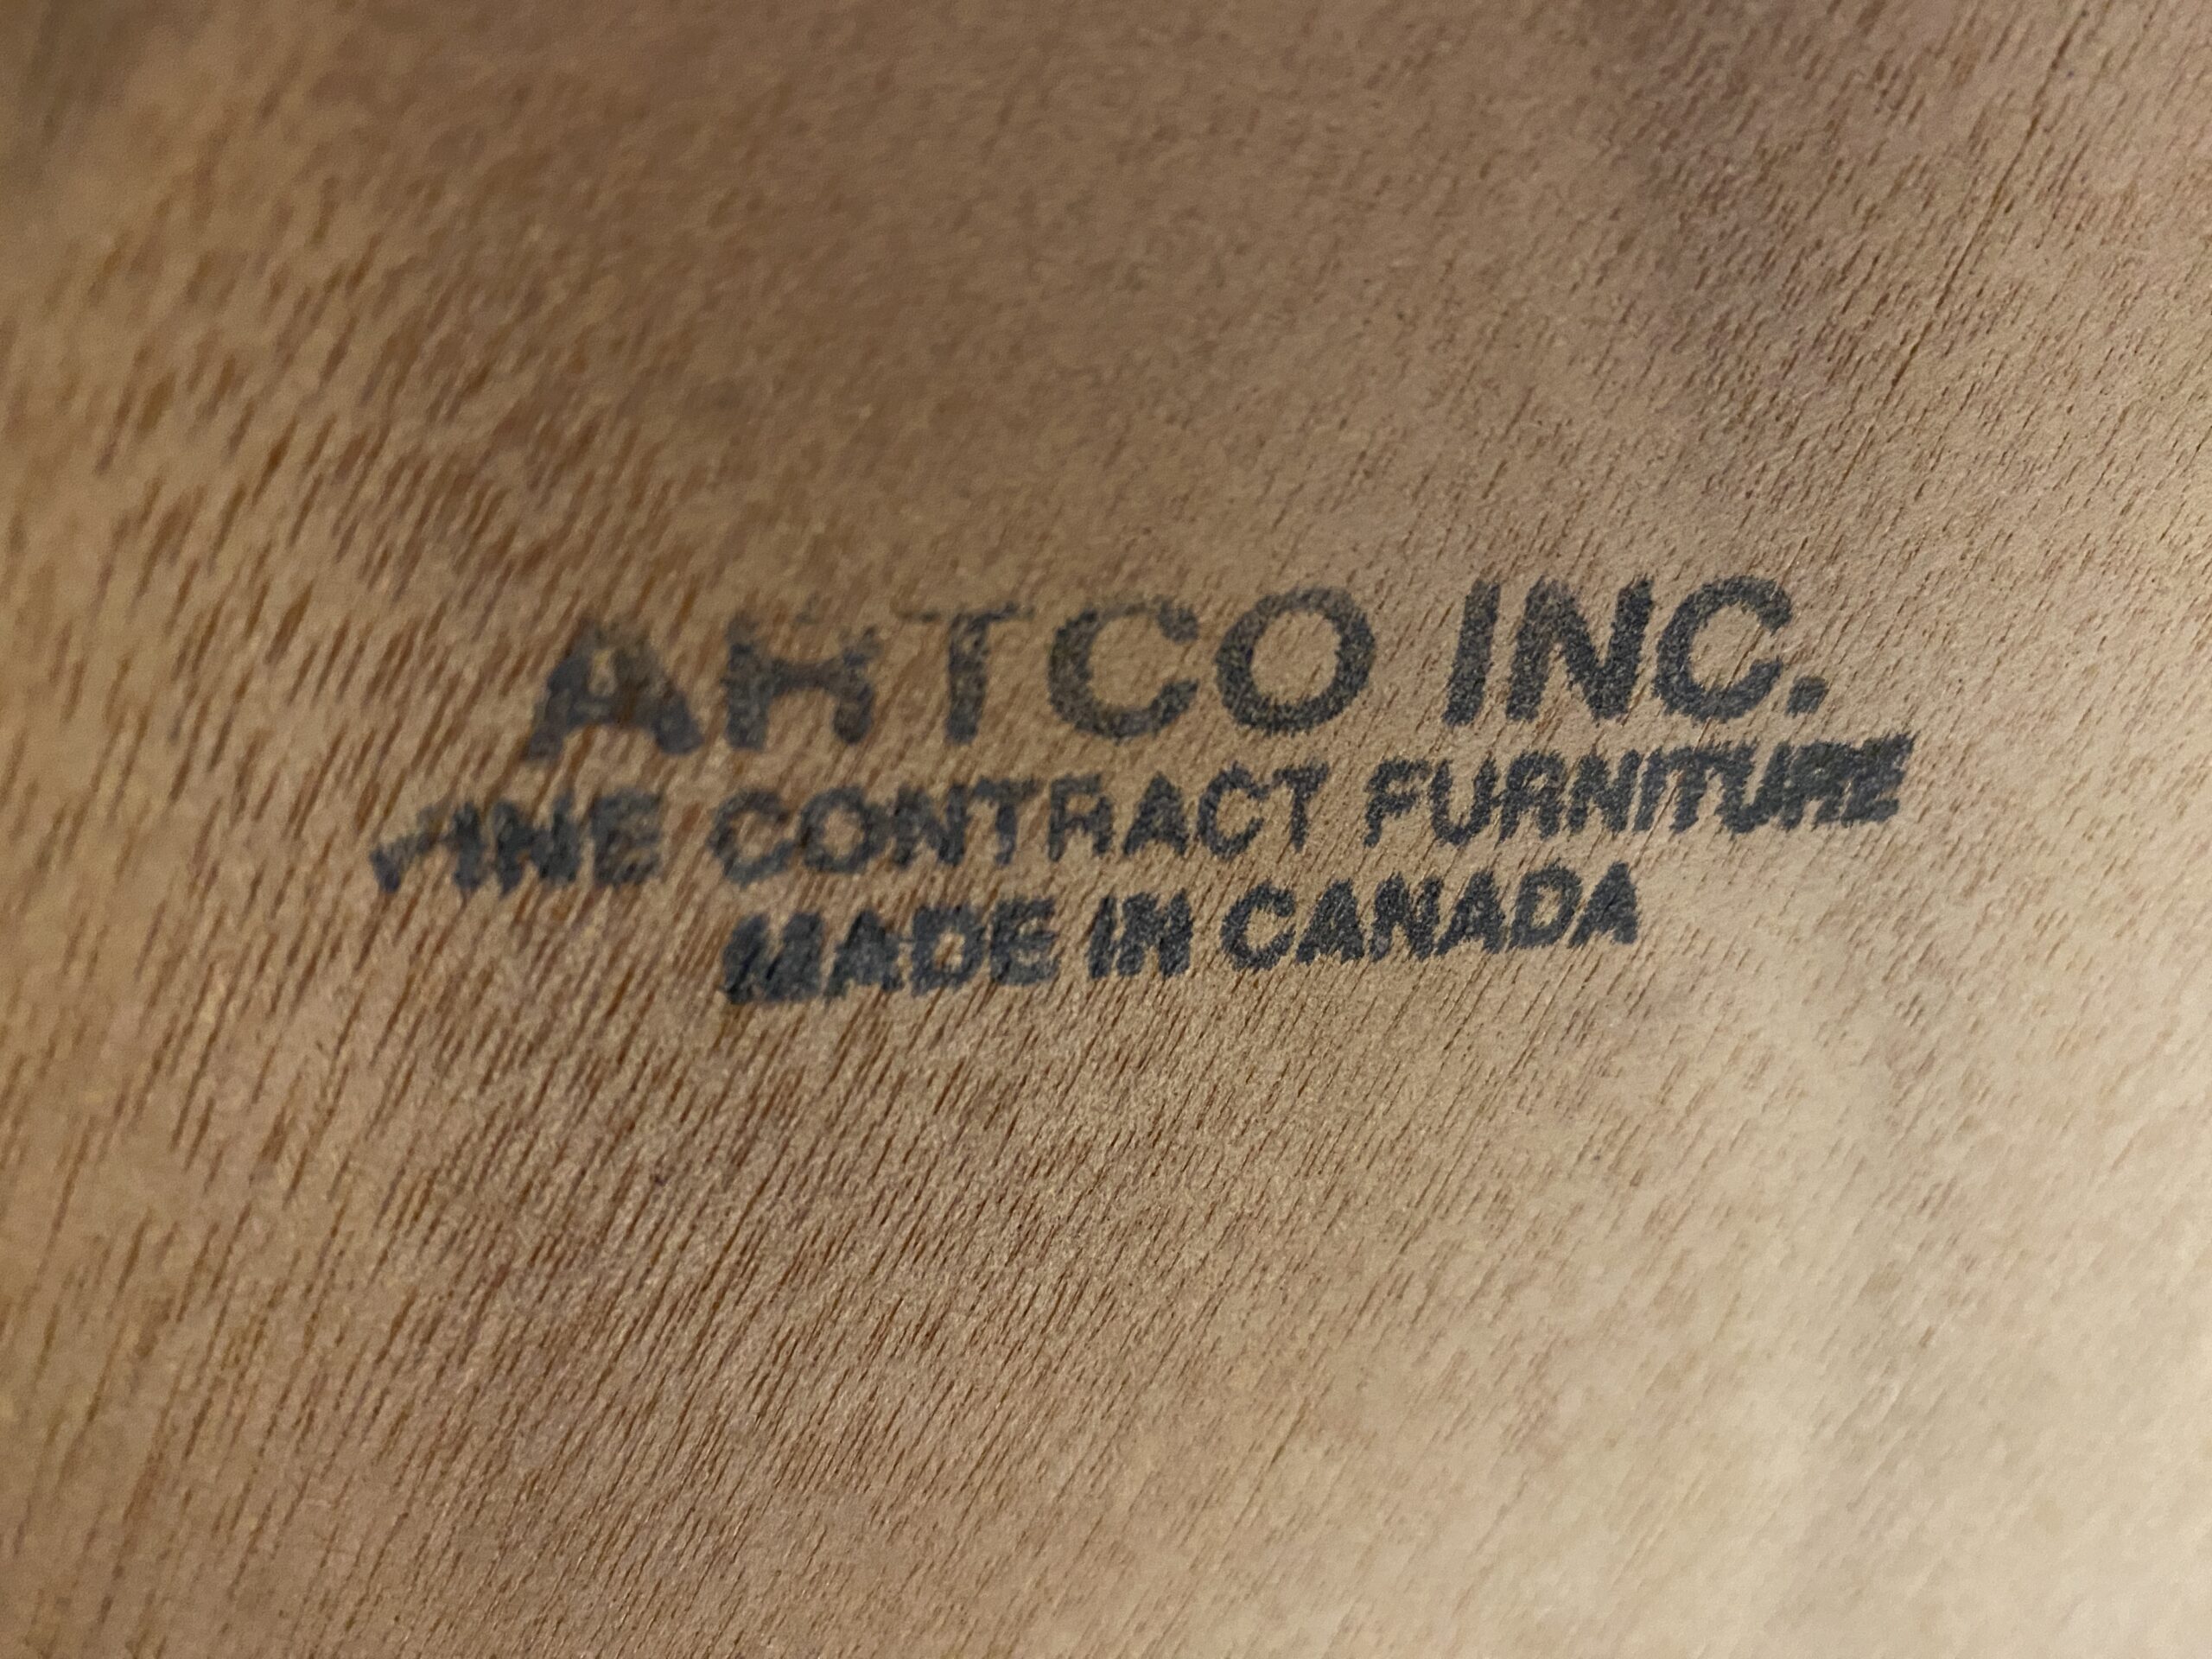 ARTCO INC.
FINE CONTRACT FURNITURE
MADE IN CANADA